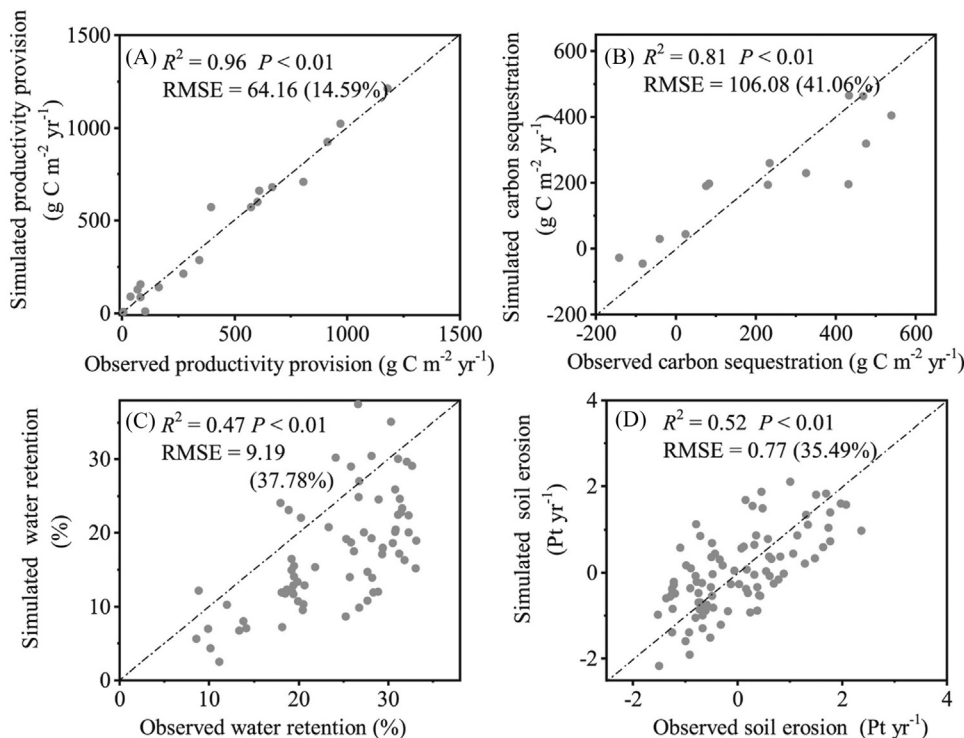 (A)
R² = 0.96 P < 0.01
RMSE = 64.16 (14.59%)
Simulated productivity provision
(g C m⁻² yr⁻¹)
1500
1000
500
0
0 500 1000 1500
Observed productivity provision (g C m⁻² yr⁻¹)
(B)
R² = 0.81 P < 0.01
RMSE = 106.08 (41.06%)
Simulated carbon sequestration
(g C m⁻² yr⁻¹)
600
400
200
0
-200
-200 0 200 400 600
Observed carbon sequestration (g C m⁻² yr⁻¹)
(C)
R² = 0.47 P < 0.01
RMSE = 9.19
(37.78%)
Simulated water retention
(%)
30
20
10
0
0 10 20 30
Observed water retention (%)
(D)
R² = 0.52 P < 0.01
RMSE = 0.77 (35.49%)
Simulated soil erosion
(Pt yr⁻¹)
4
2
0
-2
-2 0 2 4
Observed soil erosion (Pt yr⁻¹)